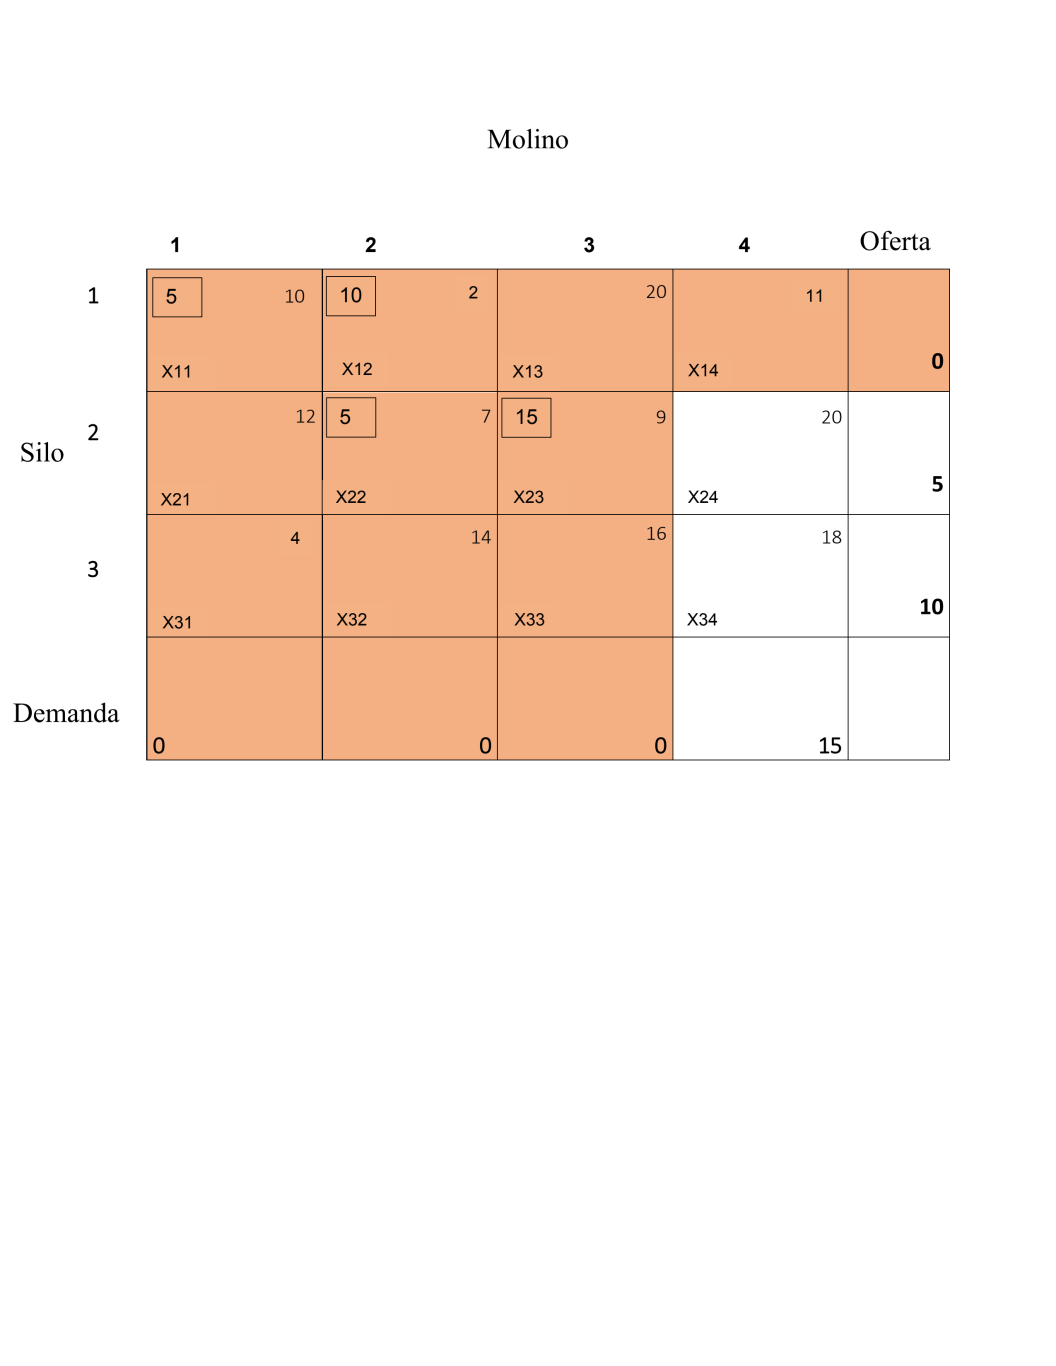 Molino
1 2 3 4 Oferta
1 5 10 10 2 20 11
X11 X12 X13 X14 0
2 12 5 7 15 9 20
Silo
X21 X22 X23 X24 5
3 4 14 16 18
X31 X32 X33 X34 10
Demanda
0 0 0 15